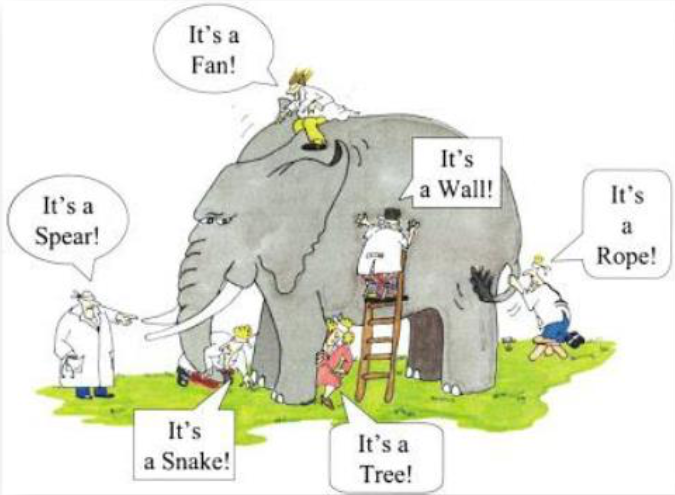 It's a
Fan!
It's
a Wall!
It's
a
Rope!
It's a
Spear!
It's
a Snake!
It's a
Tree!